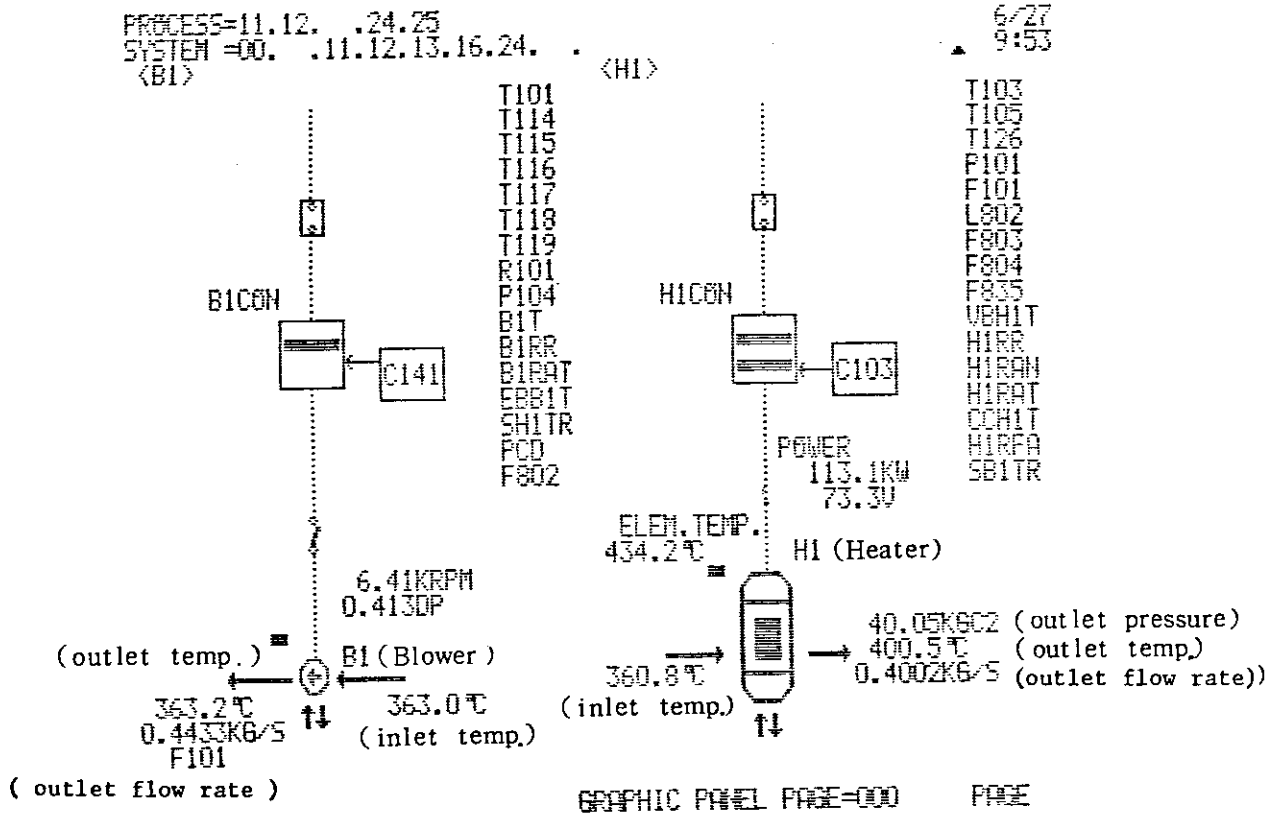 PROCESS=11.12.  .24.25
SYSTEM =00.  .11.12.13.16.24.  .
6/27
9:53
<B1>
T101
T114
T115
T116
T117
T118
T119
R101
P104
B1T
B1RR
B1RAT
EBB1T
SH1TR
PCD
F802
B1CON
C141
6.41KRPM
0.413DP
(outlet temp.)
B1 (Blower)
363.2℃
0.4433KG/S
F101
(outlet flow rate)
363.0℃
(inlet temp.)
<H1>
T103
T105
T126
P101
F101
L802
F803
F804
F835
VBH1T
H1RR
H1RAN
H1RAT
CCH1T
H1RFA
SB1TR
H1CON
C103
POWER
113.1KW
73.3V
ELEM.TEMP.
434.2℃
H1 (Heater)
40.05KGC2 (outlet pressure)
400.5℃ (outlet temp.)
0.4002KG/S (outlet flow rate))
360.8℃
(inlet temp.)
GRAPHIC PANEL PAGE=000 PAGE